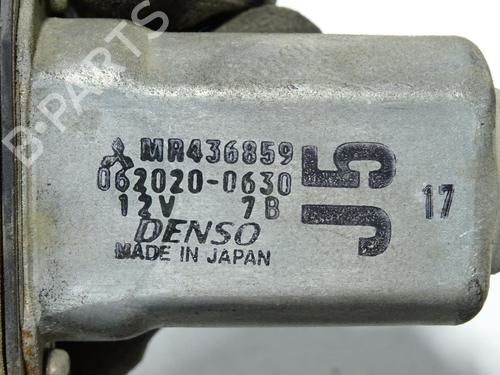 MR436859
062020-0630
12V 7B
DENSO
MADE IN JAPAN
J5
17
B-PARTS